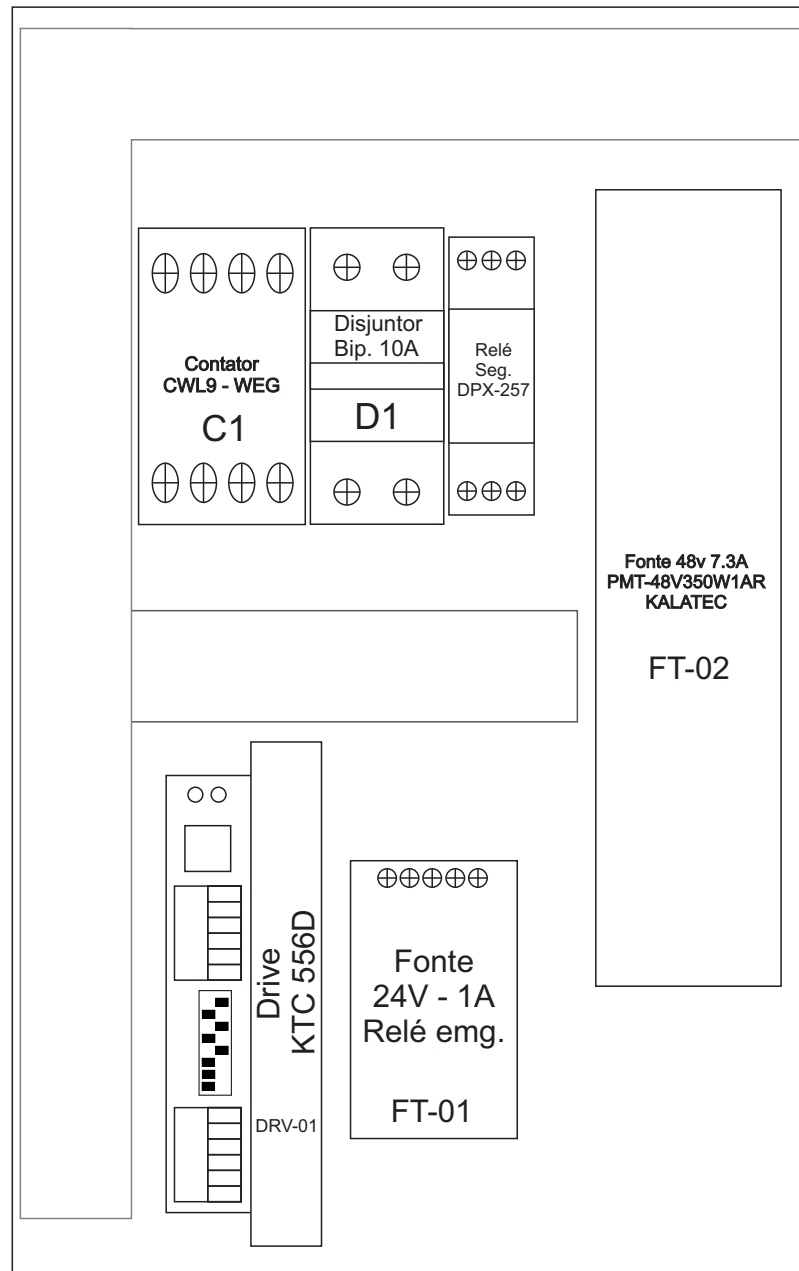 Contator
CWL9 - WEG
C1
Disjuntor
Bip. 10A
D1
Relé
Seg.
DPX-257
Fonte 48v 7.3A
PMT-48V350W1AR
KALATEC
FT-02
Drive
KTC 556D
DRV-01
Fonte
24V - 1A
Relé emg.
FT-01